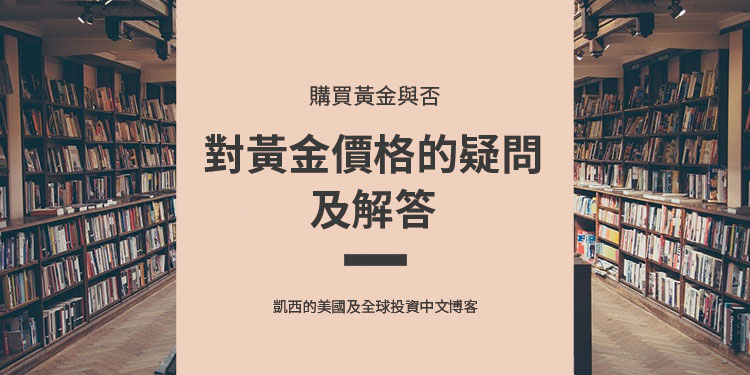 購買黃金與否
對黃金價格的疑問
及解答
凱西的美國及全球投資中文博客